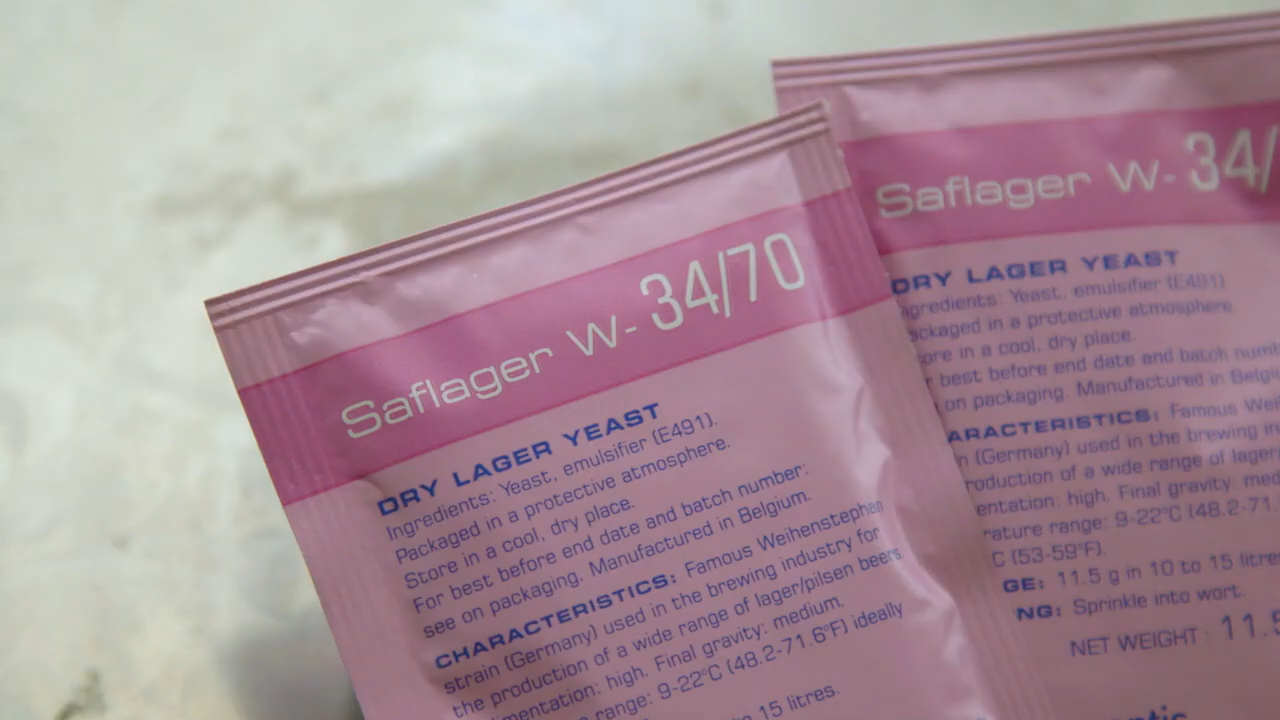 Saflager W-34/70
DRY LAGER YEAST
Ingredients: Yeast, emulsifier (E491).
Packaged in a protective atmosphere.
Store in a cool, dry place.
For best before end date and batch number:
see on packaging. Manufactured in Belgium.
CHARACTERISTICS: Famous Weihenstephan
strain (Germany) used in the brewing industry for
the production of a wide range of lager/pilsen beers
imentation: high. Final gravity: medium.
range: 9-22°C (48.2-71.6°F) ideally
15 litres.
Saflager W-34/
DRY LAGER YEAST
ngredients: Yeast, emulsifier (E491)
ackaged in a protective atmosphere.
ore in a cool, dry place.
best before end date and batch numb
on packaging. Manufactured in Belgiu
ARACTERISTICS: Famous Wei
n (Germany) used in the brewing in
roduction of a wide range of lager
entation: high. Final gravity: med
rature range: 9-22°C (48.2-71.
C (53-59°F).
GE: 11.5 g in 10 to 15 litre
NG: Sprinkle into wort.
NET WEIGHT : 11.5